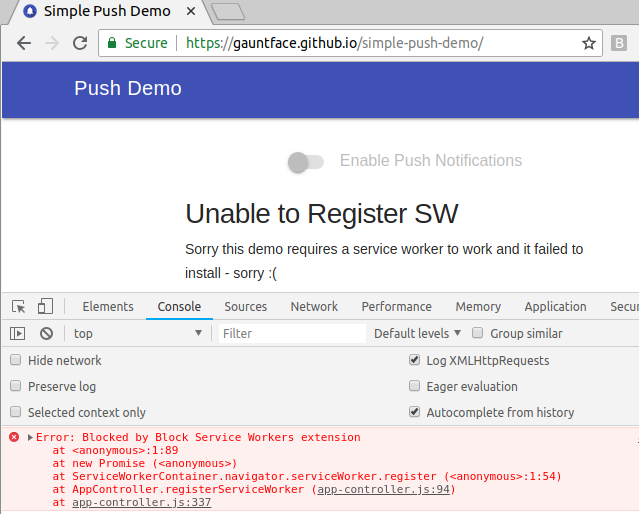 Simple Push Demo
Secure https://gauntface.github.io/simple-push-demo/ B
Push Demo
Enable Push Notifications
Unable to Register SW
Sorry this demo requires a service worker to work and it failed to
install - sorry :(
Elements Console Sources Network Performance Memory Application Secur
top Filter Default levels Group similar
Hide network Log XMLHttpRequests
Preserve log Eager evaluation
Selected context only Autocomplete from history
Error: Blocked by Block Service Workers extension
at <anonymous>:1:89
at new Promise (<anonymous>)
at ServiceWorkerContainer.navigator.serviceWorker.register (<anonymous>:1:54)
at AppController.registerServiceWorker (app-controller.js:94)
at app-controller.js:337